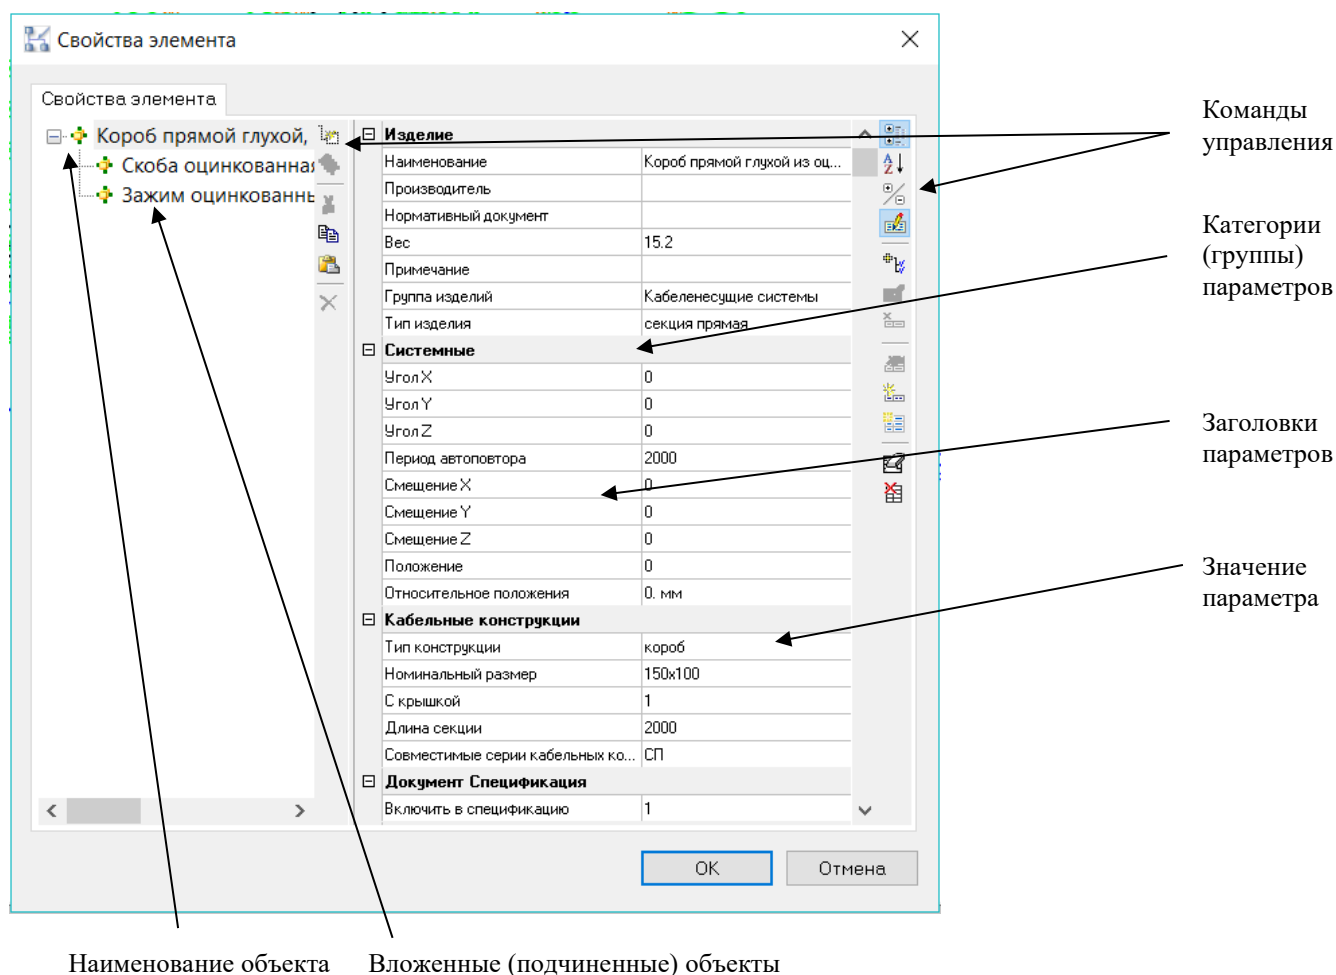 Свойства элемента
Свойства элемента
Короб прямой глухой,
Скоба оцинкованная
Зажим оцинкованнь
Изделие
Наименование Короб прямой глухой из оц...
Производитель
Нормативный документ
Вес 15.2
Примечание
Группа изделий Кабеленесущие системы
Тип изделия секция прямая
Системные
Угол X 0
Угол Y 0
Угол Z 0
Период автоповтора 2000
Смещение X 0
Смещение Y 0
Смещение Z 0
Положение 0
Относительное положения 0. мм
Кабельные конструкции
Тип конструкции короб
Номинальный размер 150x100
С крышкой 1
Длина секции 2000
Совместимые серии кабельных ко... СП
Документ Спецификация
Включить в спецификацию 1
OK Отмена
Команды
управления
Категории
(группы)
параметров
Заголовки
параметров
Значение
параметра
Наименование объекта Вложенные (подчиненные) объекты